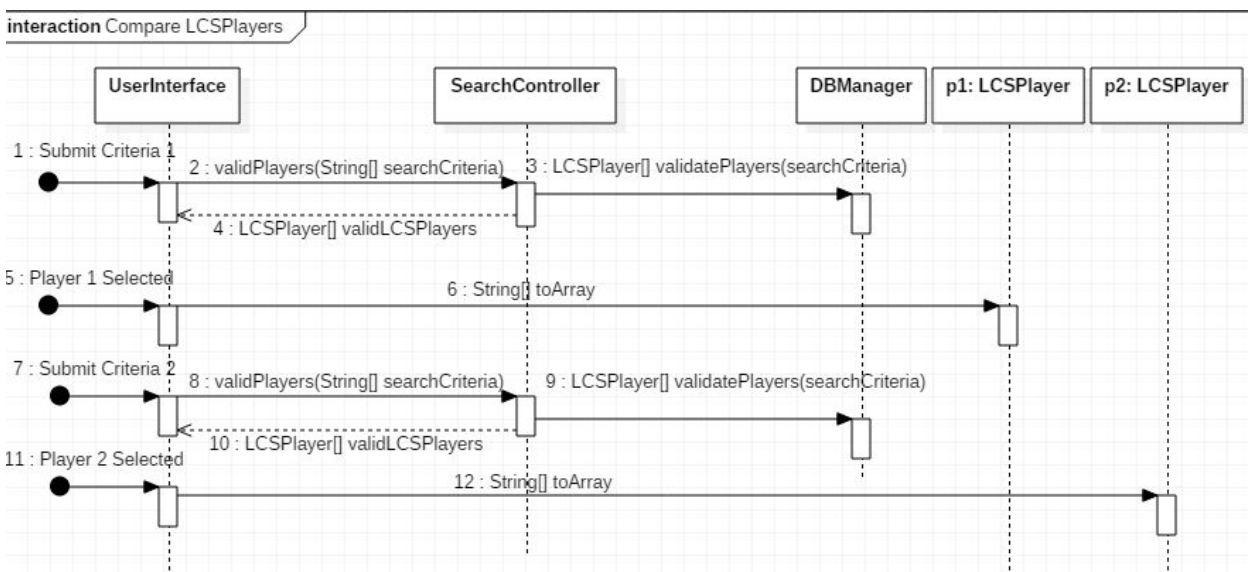 interaction Compare LCSPlayers
UserInterface
SearchController
DBManager
p1: LCSPlayer
p2: LCSPlayer
1 : Submit Criteria 1
2 : validPlayers(String[] searchCriteria)
3 : LCSPlayer[] validatePlayers(searchCriteria)
4 : LCSPlayer[] validLCSPlayers
5 : Player 1 Selected
6 : String[] toArray
7 : Submit Criteria 2
8 : validPlayers(String[] searchCriteria)
9 : LCSPlayer[] validatePlayers(searchCriteria)
10 : LCSPlayer[] validLCSPlayers
11 : Player 2 Selected
12 : String[] toArray